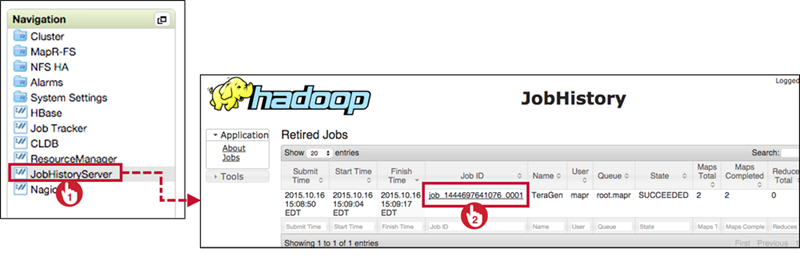 Navigation
Cluster
MapR-FS
NFS HA
Alarms
System Settings
HBase
Job Tracker
CLDB
ResourceManager
JobHistoryServer
1
hadoop
JobHistory
Logged
Application
About
Jobs
Tools
Retired Jobs
Show 20 entries
Search:
Submit Time Start Time Finish Time Job ID Name User Queue State Maps Total Maps Completed Reduce Total
2015.10.16 15:08:50 EDT 2015.10.16 15:09:04 EDT 2015.10.16 15:09:17 EDT job_1444697641076_0001 TeraGen mapr root.mapr SUCCEEDED 2 2 0
2
Submit Time Start Time Finish Time Job ID Name User Queue State Maps T Maps Comple Reduces
Showing 1 to 1 of 1 entries
First Previous